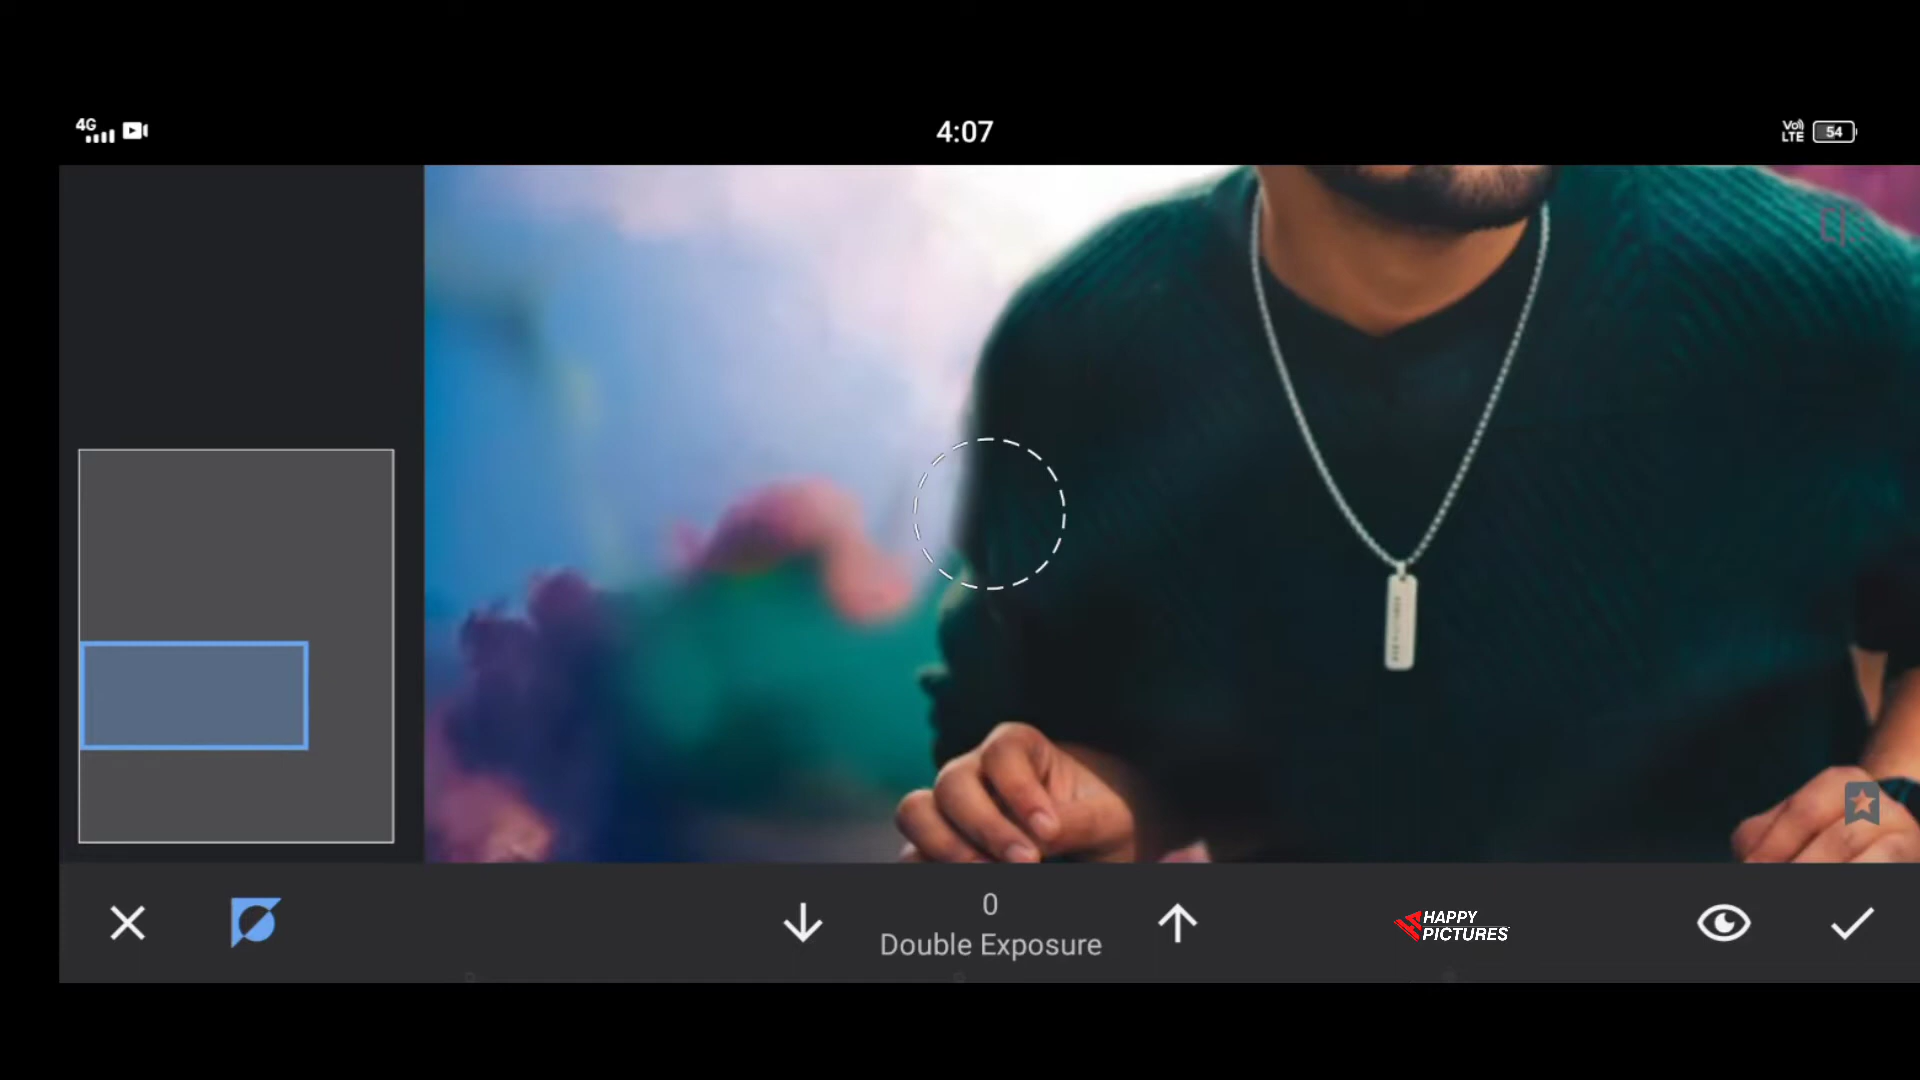 4G
4:07
Vo)
LTE
54
0
Double Exposure
HAPPY
PICTURES